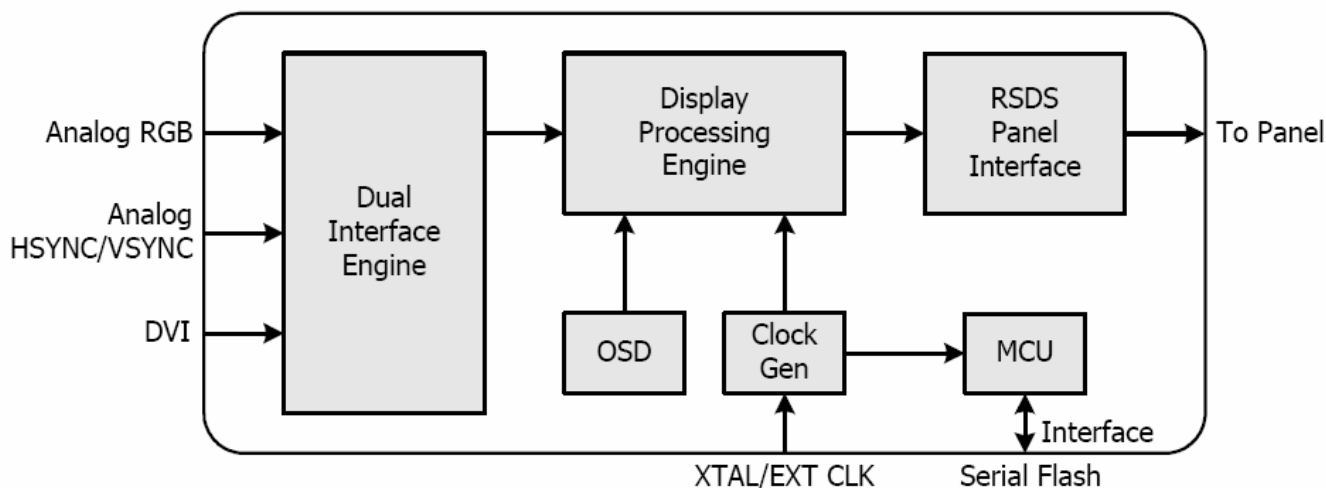 Analog RGB
Analog
HSYNC/VSYNC
DVI
Dual
Interface
Engine
Display
Processing
Engine
RSDS
Panel
Interface
To Panel
OSD
Clock
Gen
MCU
Interface
XTAL/EXT CLK
Serial Flash